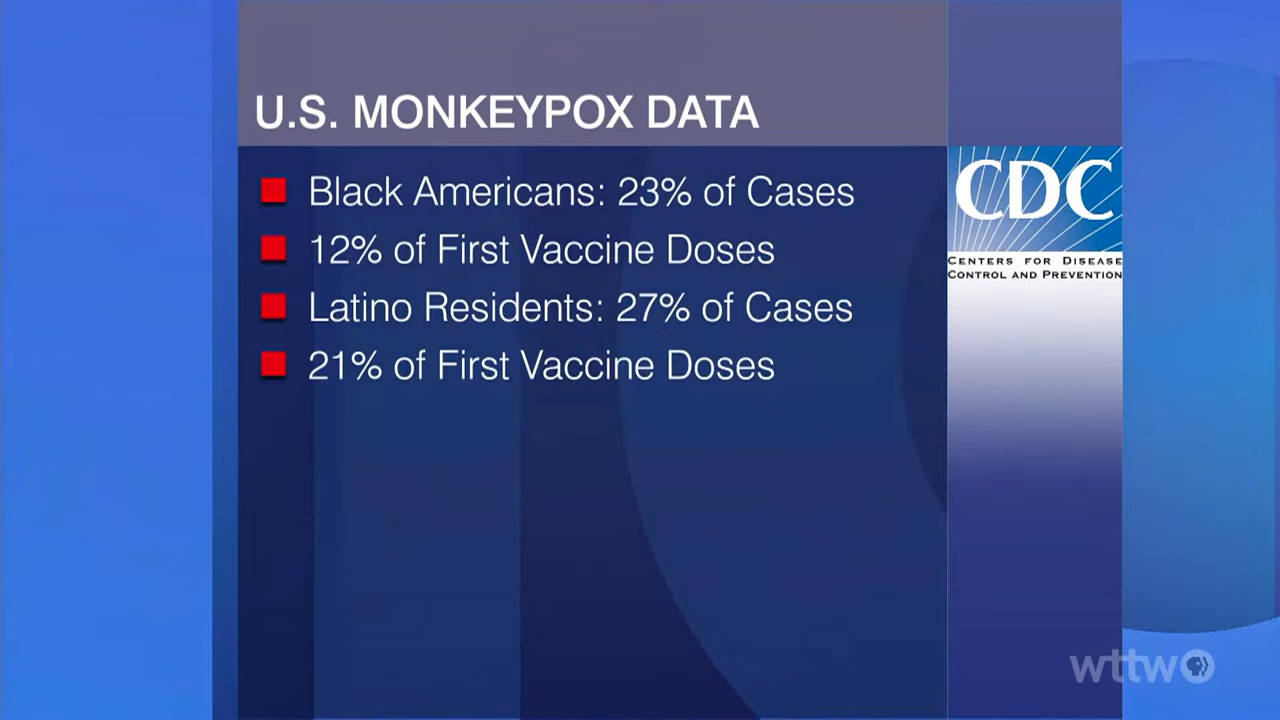 U.S. MONKEYPOX DATA
Black Americans: 23% of Cases
12% of First Vaccine Doses
Latino Residents: 27% of Cases
21% of First Vaccine Doses
CDC
CENTERS FOR DISEASE
CONTROL AND PREVENTION
wttw